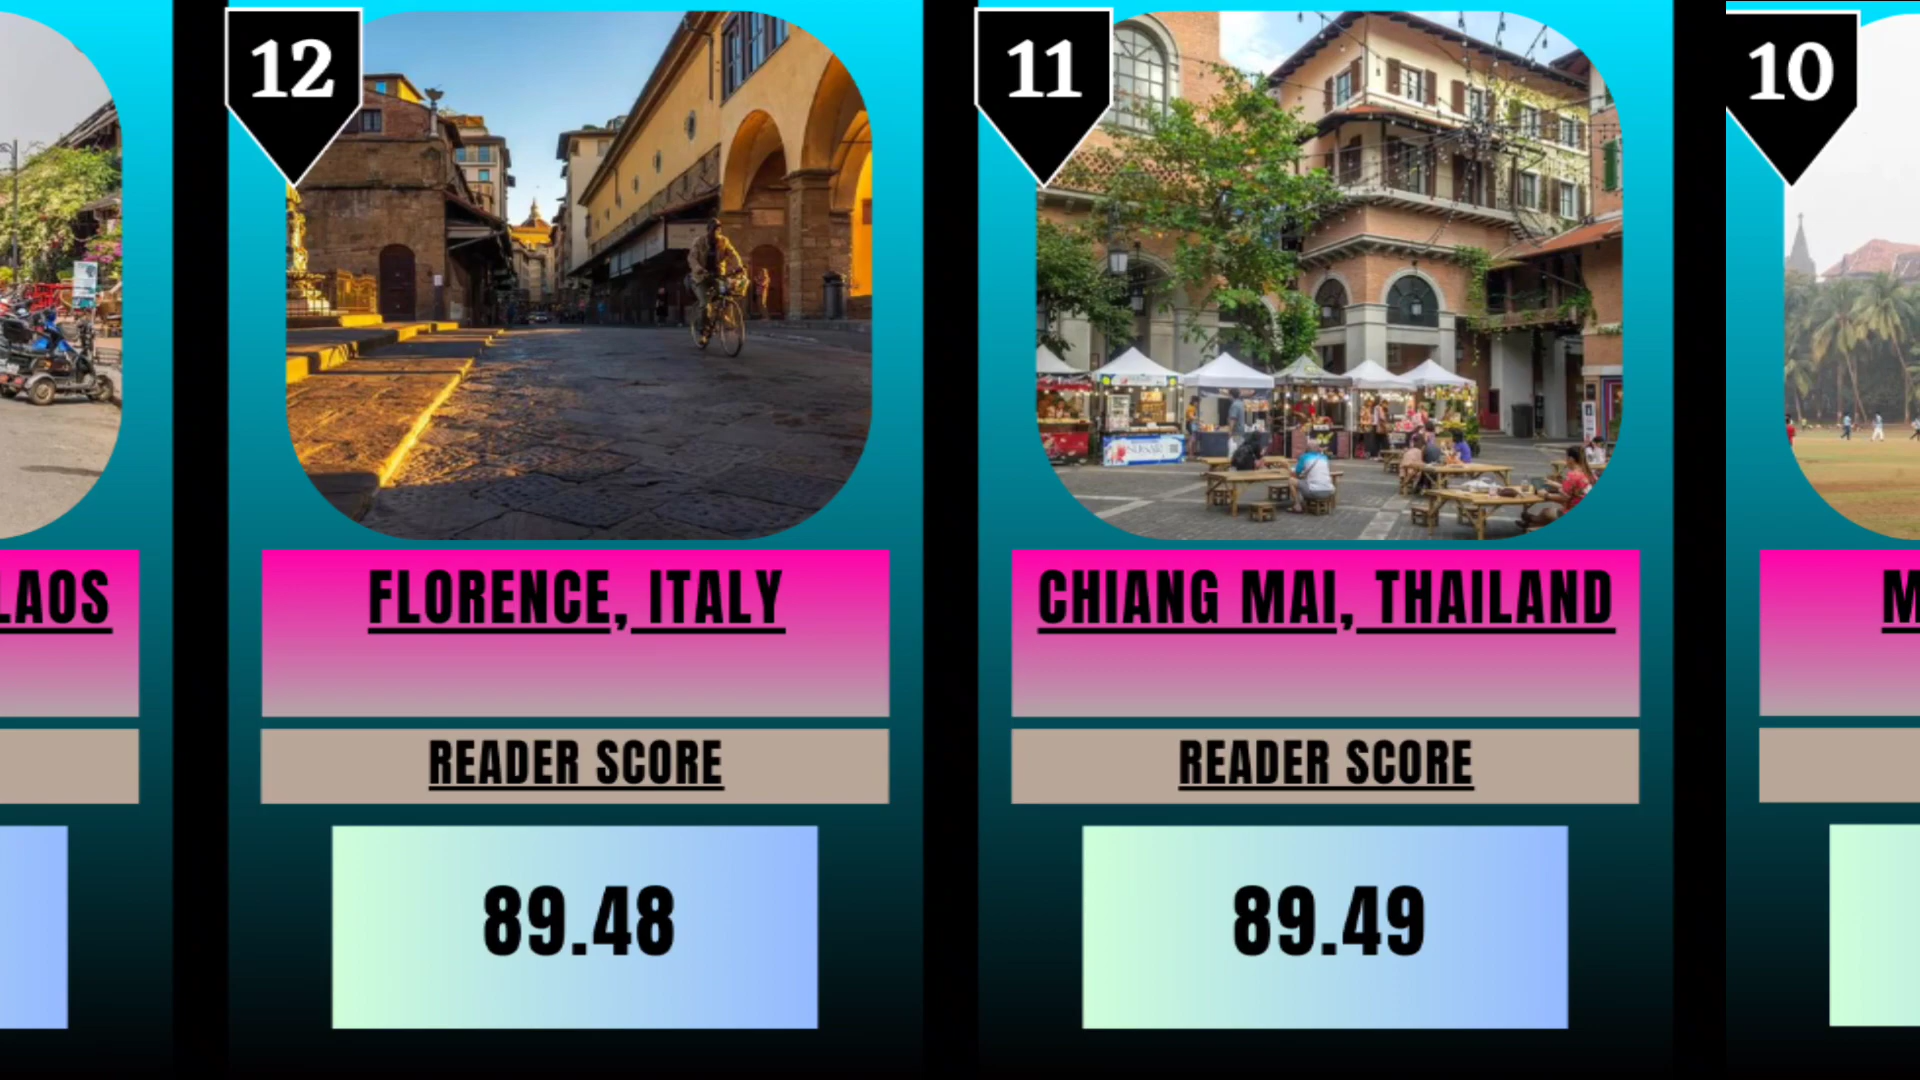 LAOS
12
FLORENCE, ITALY
READER SCORE
89.48
11
CHIANG MAI, THAILAND
READER SCORE
89.49
10
M